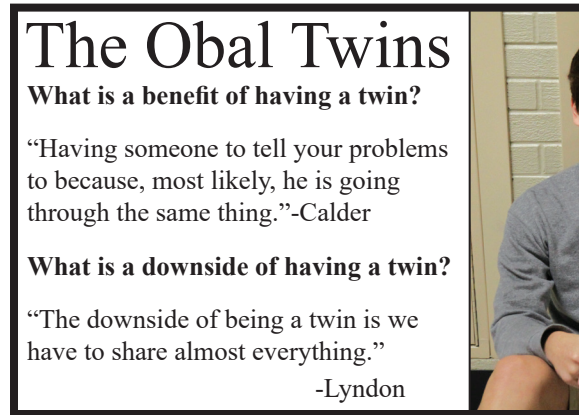 The Obal Twins
What is a benefit of having a twin?
“Having someone to tell your problems
to because, most likely, he is going
through the same thing.”-Calder
What is a downside of having a twin?
“The downside of being a twin is we
have to share almost everything.”
-Lyndon